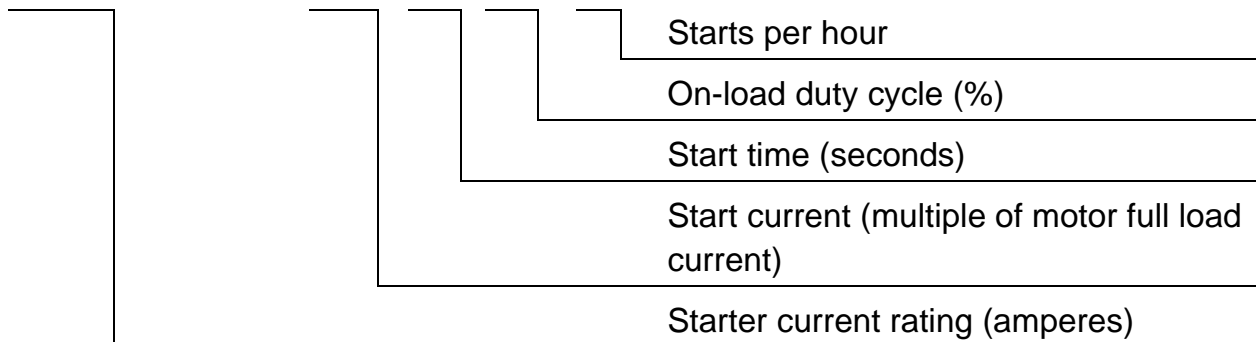 Starts per hour
On-load duty cycle (%)
Start time (seconds)
Start current (multiple of motor full load
current)
Starter current rating (amperes)